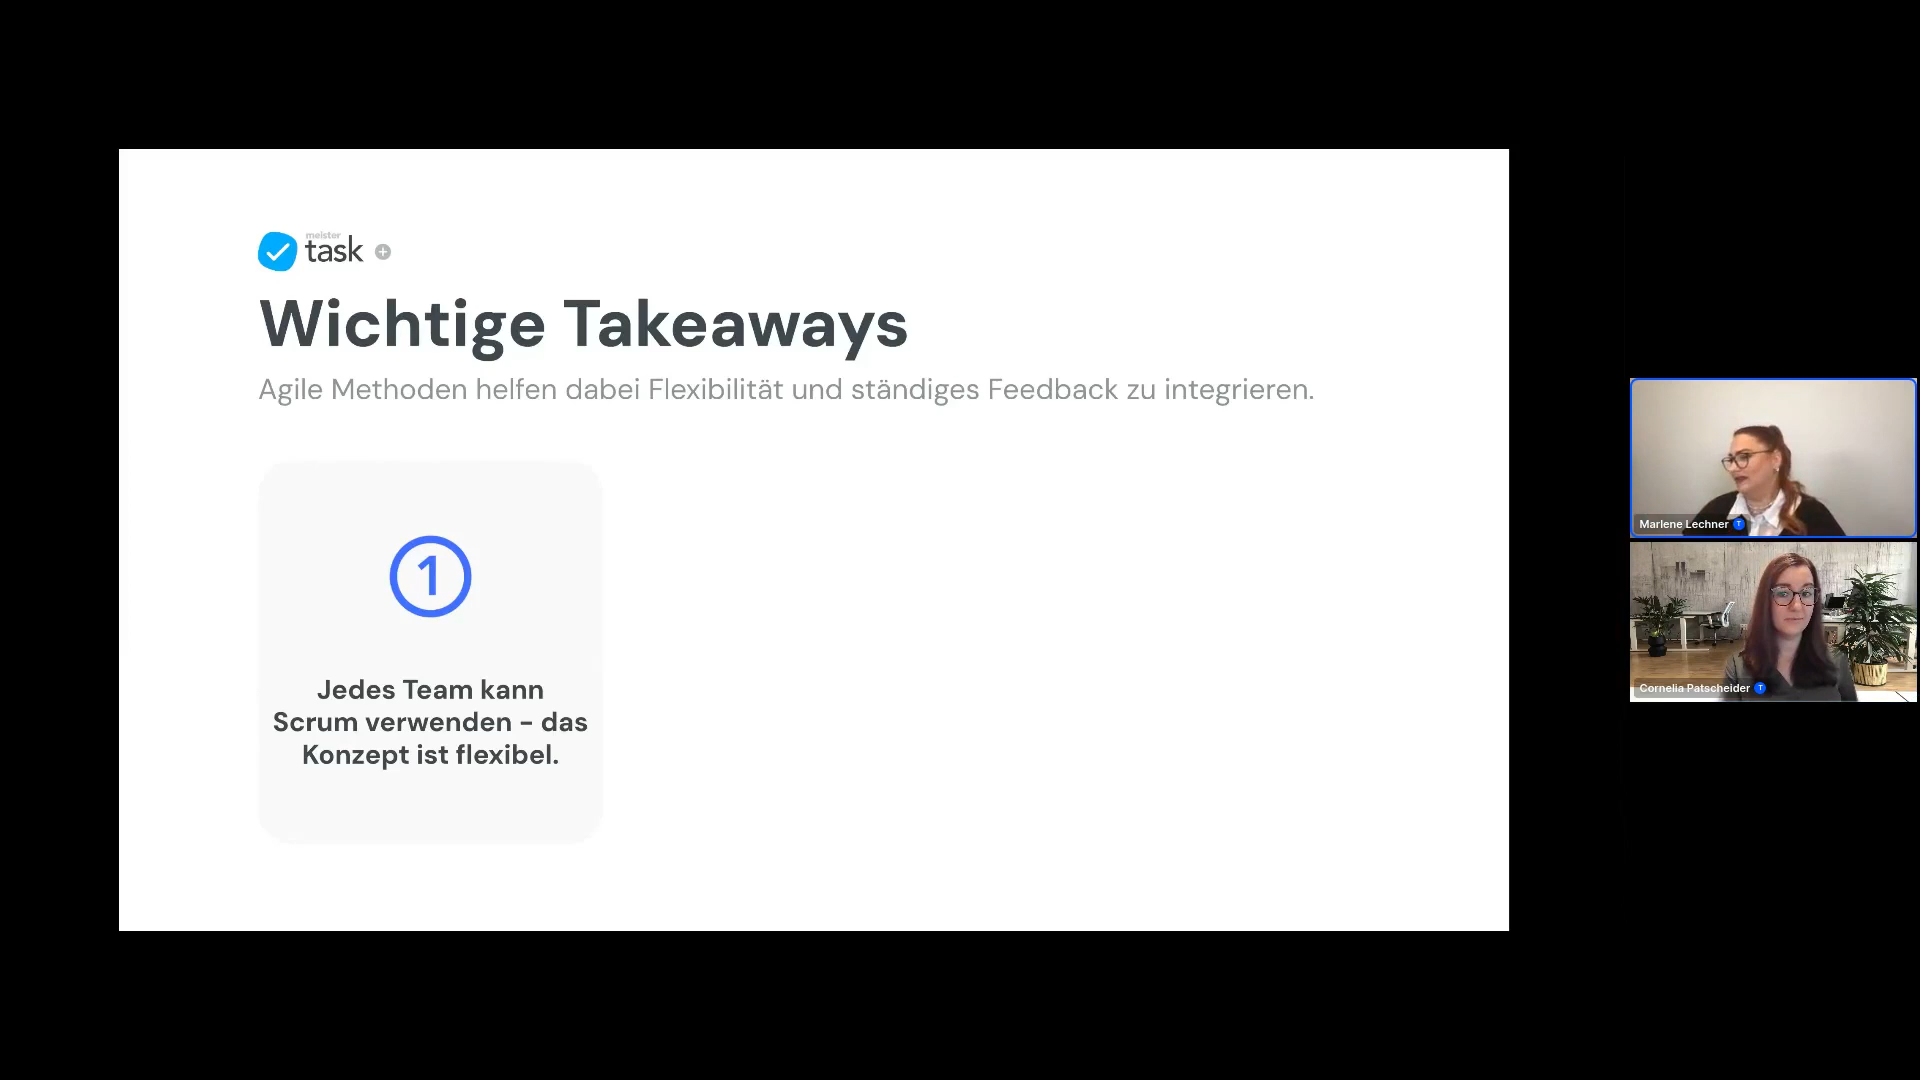 meister
task
Wichtige Takeaways
Agile Methoden helfen dabei Flexibilität und ständiges Feedback zu integrieren.
1
Jedes Team kann
Scrum verwenden - das
Konzept ist flexibel.
Marlene Lechner T
Cornelia Patscheider T